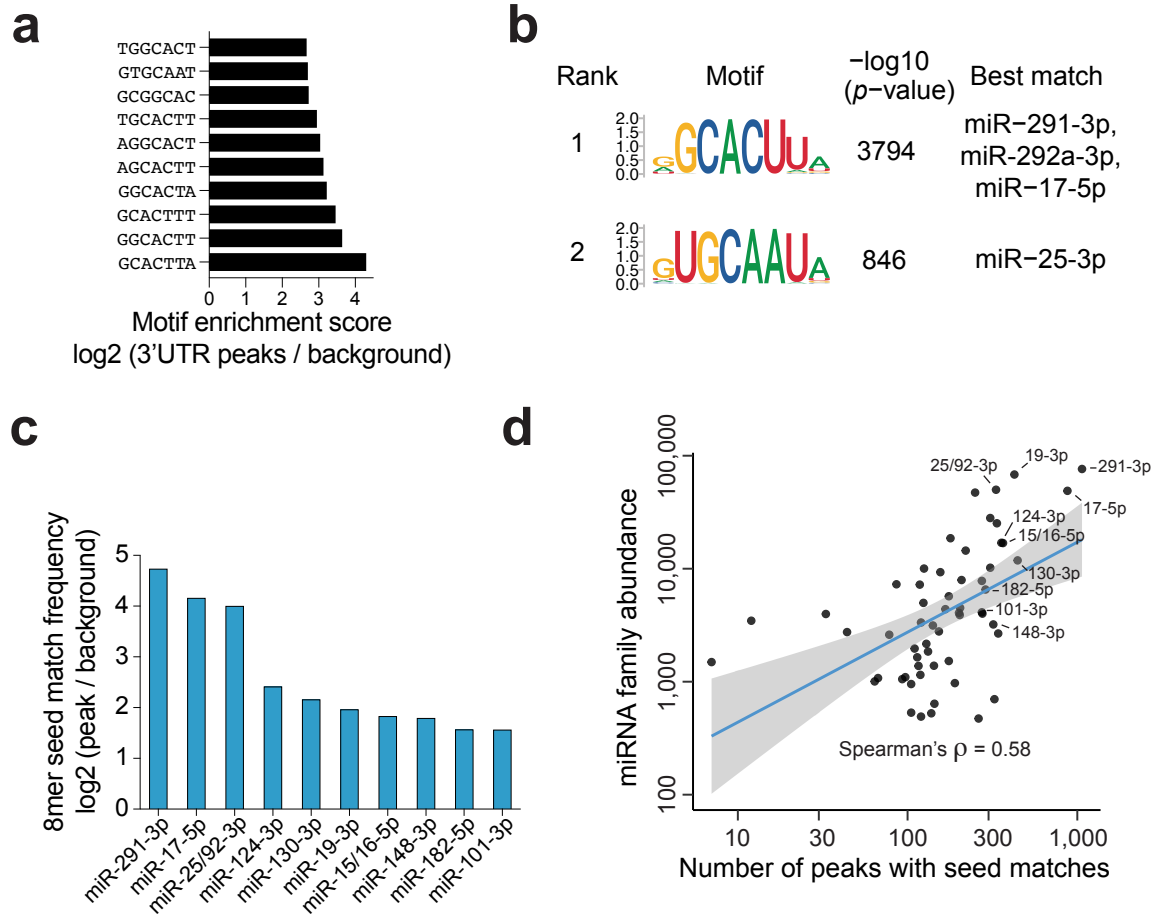 a
TGGCACT
GTGCAAT
GCGGCAC
TGCACTT
AGGCACT
AGCACTT
GGCACTA
GCACTTT
GGCACTT
GCACTTA
0 1 2 3 4
Motif enrichment score
log2 (3'UTR peaks / background)
b
Rank Motif −log10 (p−value) Best match
1
2.0
1.5
1.0
0.5
0.0
GGCACUUA
A
3794
miR−291-3p,
miR-292a-3p,
miR−17-5p
2
2.0
1.5
1.0
0.5
0.0
GUGCAAUA
846
miR−25-3p
c
8mer seed match frequency
log2 (peak / background)
5
4
3
2
1
0
miR-291-3p
miR-17-5p
miR-25/92-3p
miR-124-3p
miR-130-3p
miR-19-3p
miR-15/16-5p
miR-148-3p
miR-182-5p
miR-101-3p
d
miRNA family abundance
100,000
10,000
1,000
100
25/92-3p
19-3p
291-3p
17-5p
124-3p
15/16-5p
130-3p
182-5p
101-3p
148-3p
Spearman's ρ = 0.58
10 30 100 300 1,000
Number of peaks with seed matches